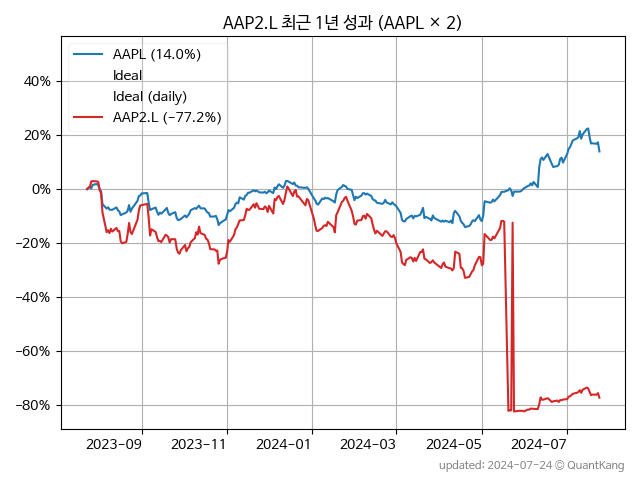 AAP2.L 최근 1년 성과 (AAPL × 2)
AAPL (14.0%)
Ideal
Ideal (daily)
AAP2.L (−77.2%)
40%
20%
0%
−20%
−40%
−60%
−80%
2023-09 2023-11 2024-01 2024-03 2024-05 2024-07
updated: 2024-07-24 © QuantKang